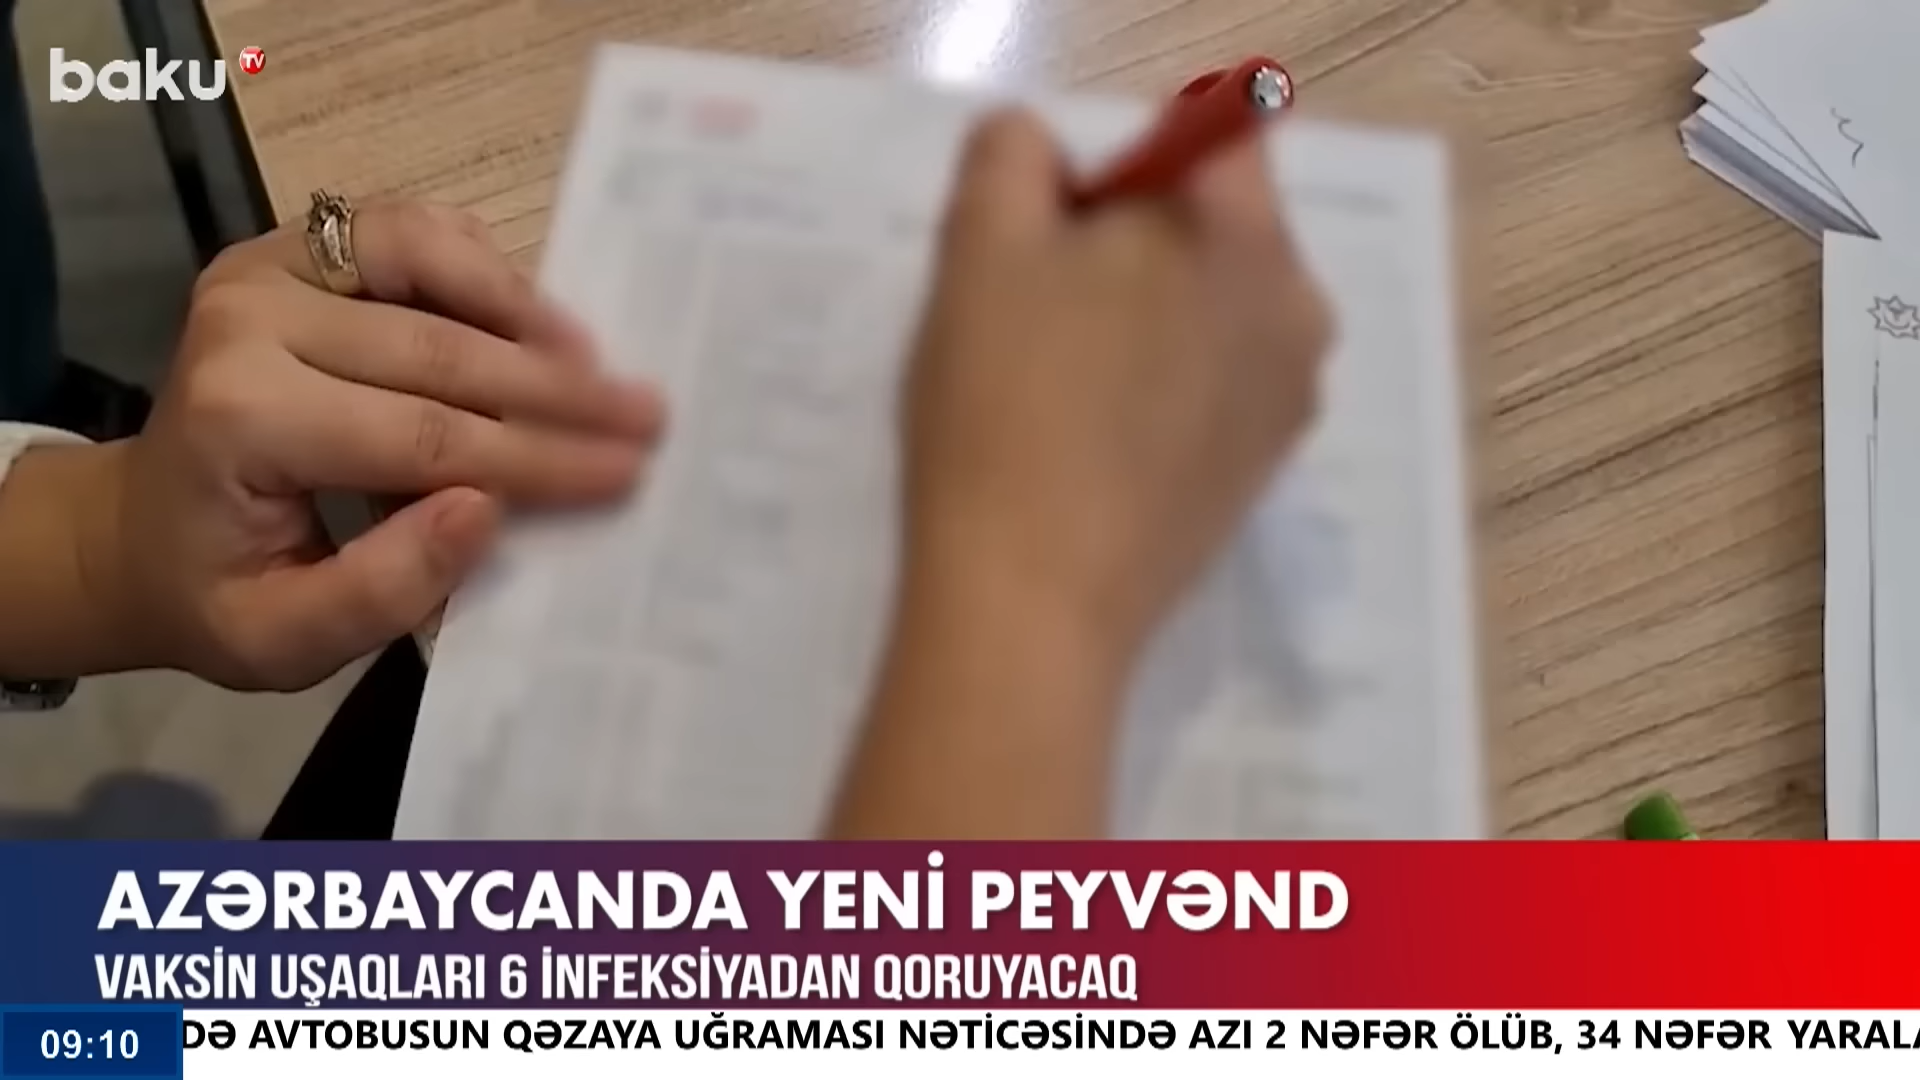 baku TV
AZƏRBAYCANDA YENİ PEYVƏND
VAKSİN UŞAQLARI 6 İNFEKSİYADAN QORUYACAQ
09:10
DƏ AVTOBUSUN QƏZAYA UĞRAMASI NƏTİCƏSİNDƏ AZI 2 NƏFƏR ÖLÜB, 34 NƏFƏR YARALA